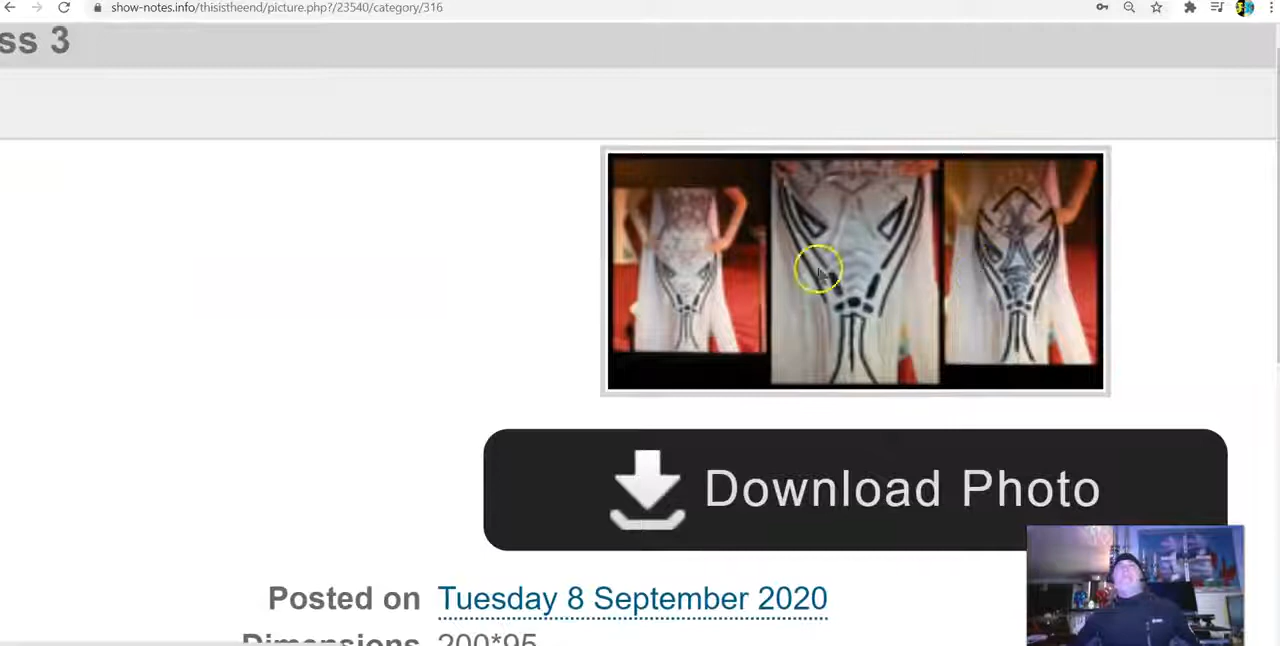 show-notes.info/thisistheend/picture.php?/23540/category/316
ss 3
Download Photo
Posted on Tuesday 8 September 2020
Dimensions 200*95